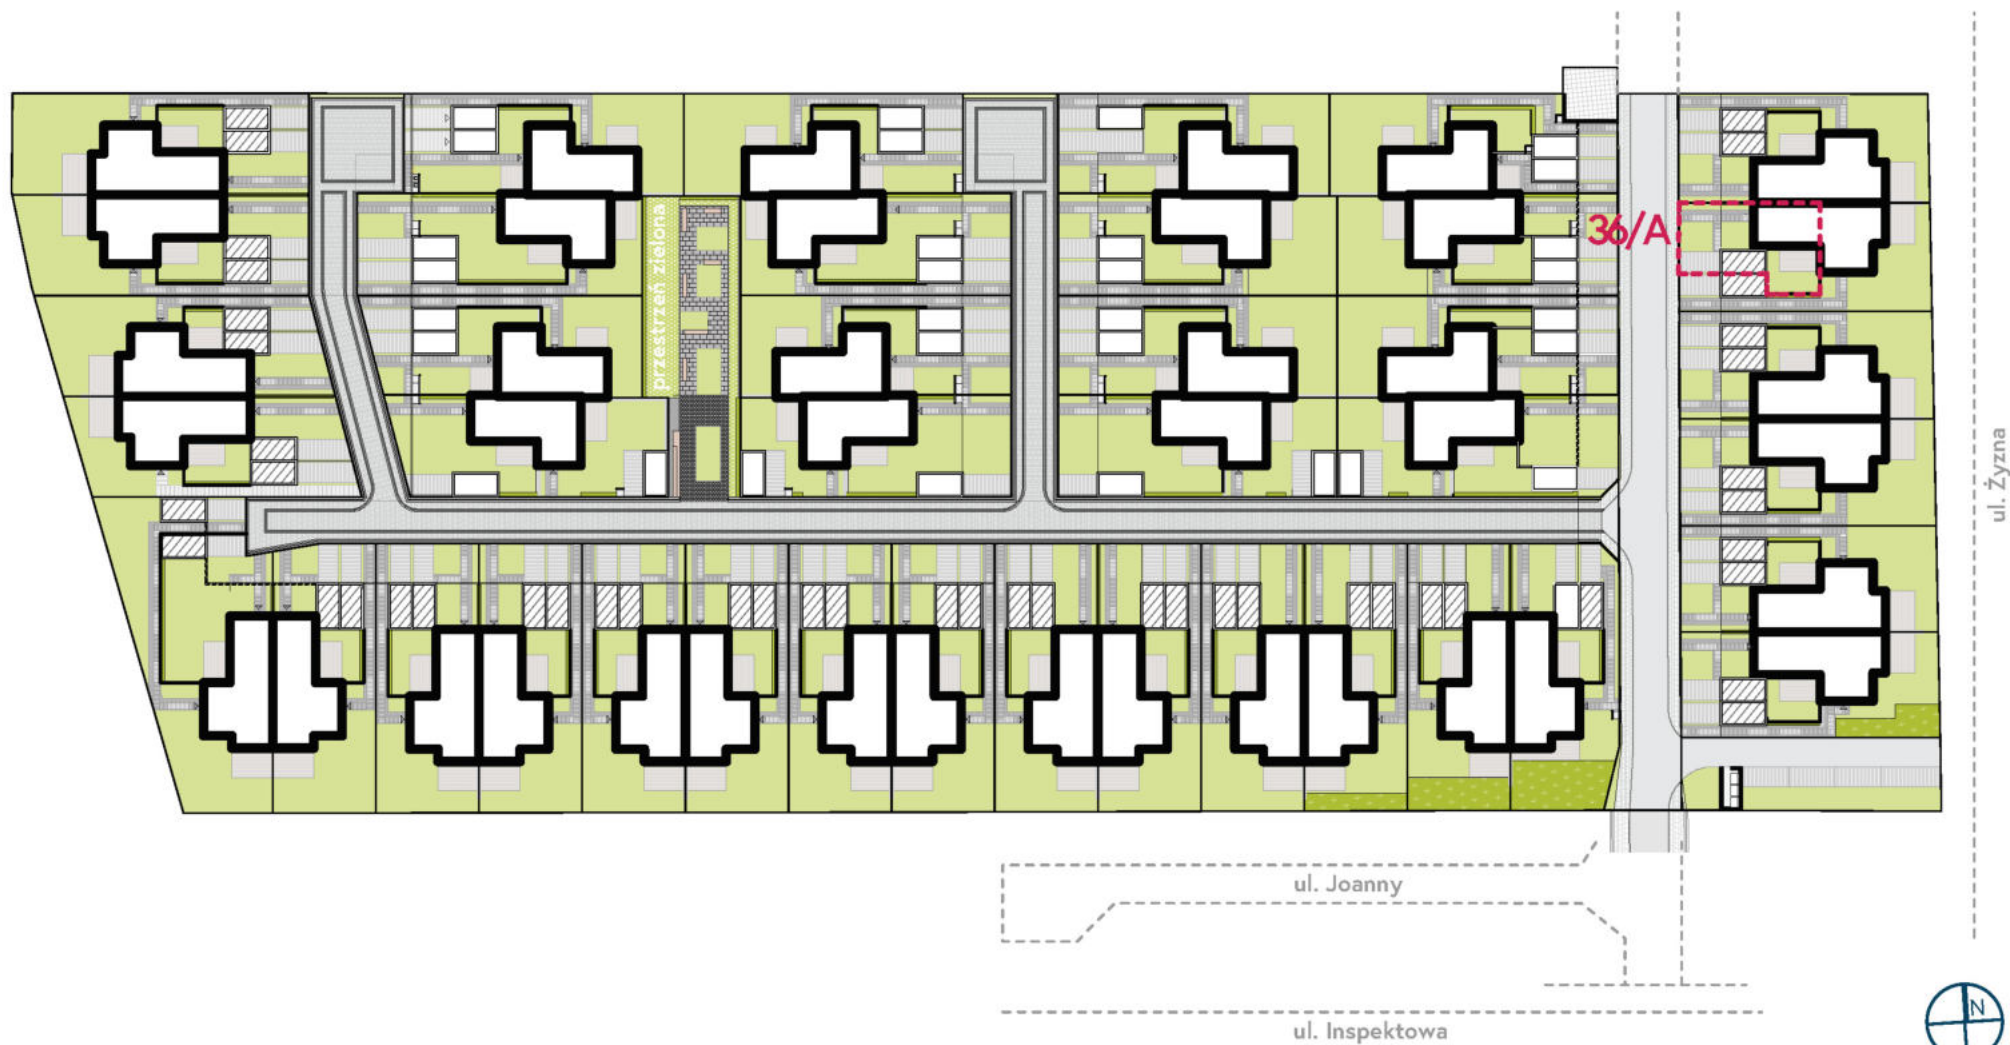 przestrzeń zielona
36/A
ul. Żyzna
ul. Joanny
ul. Inspektowa
N